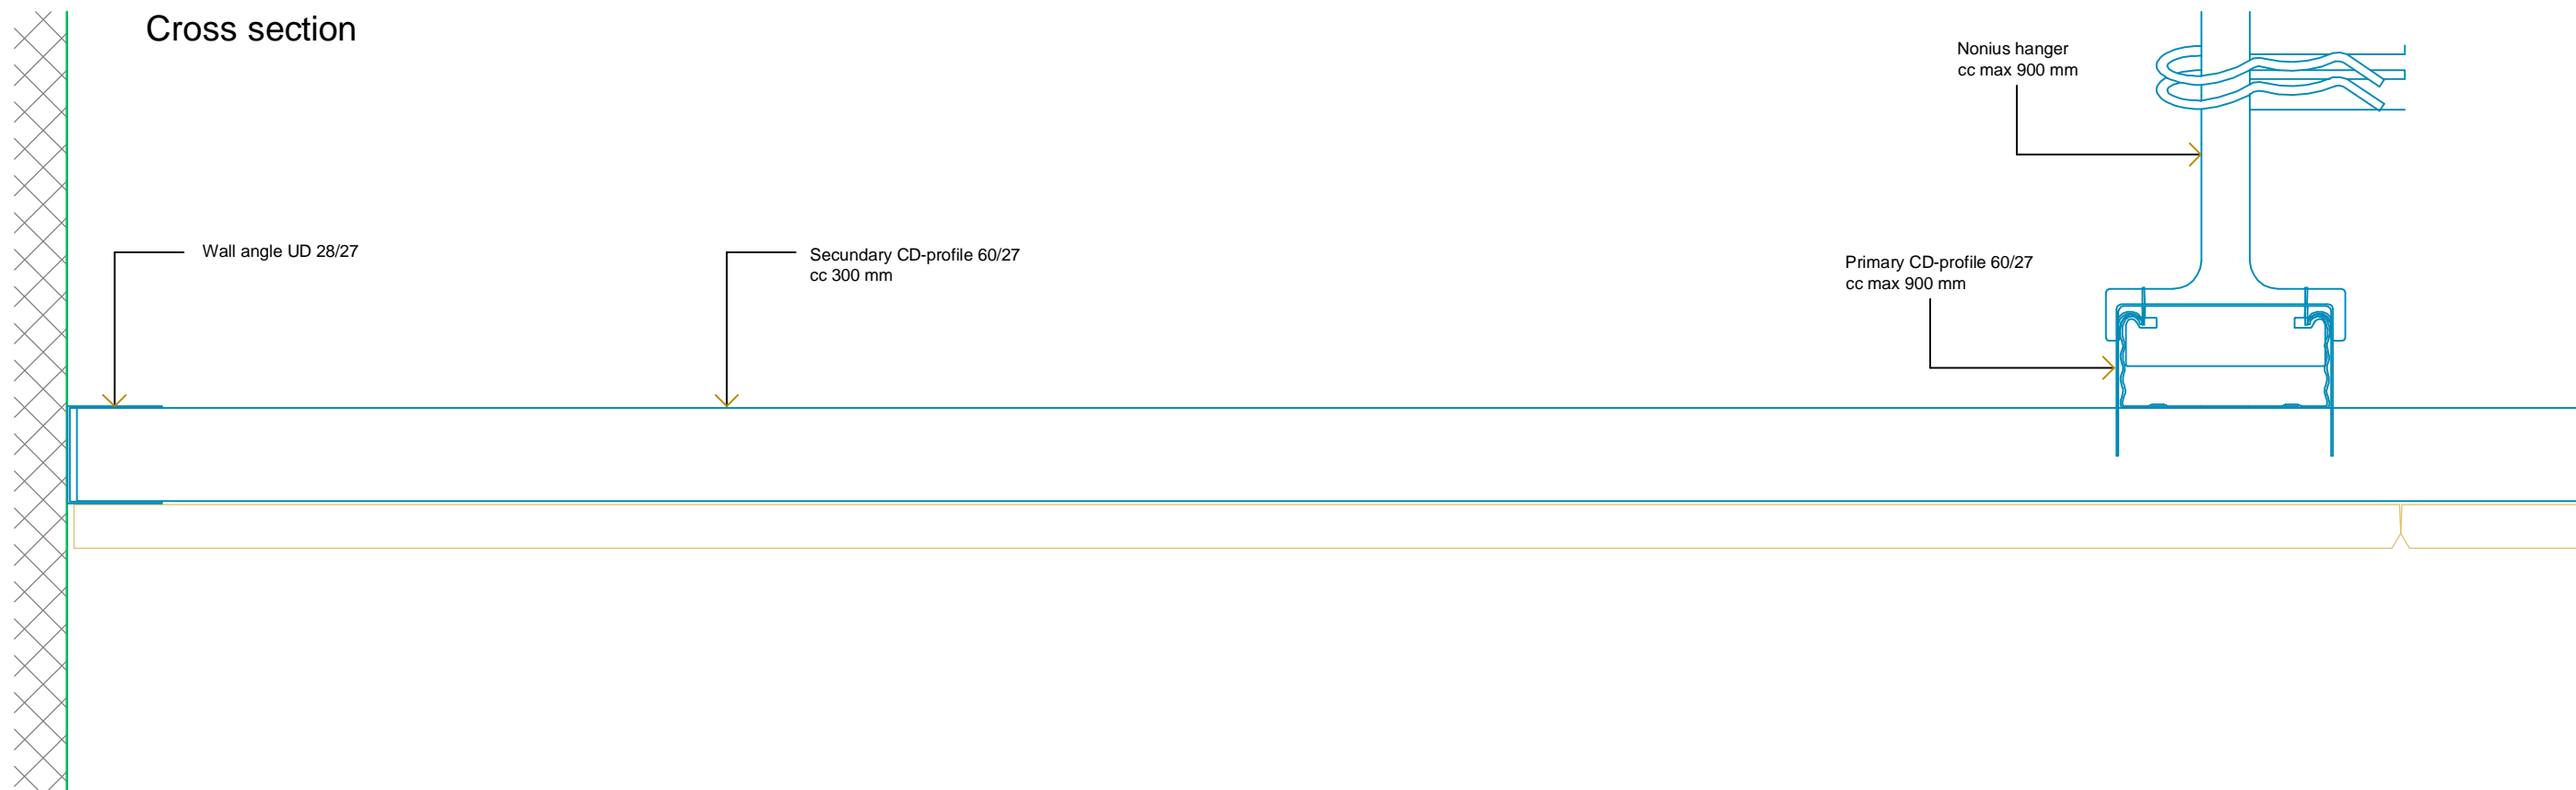 Cross section
Nonius hanger
cc max 900 mm
Wall angle UD 28/27
Secundary CD-profile 60/27
cc 300 mm
Primary CD-profile 60/27
cc max 900 mm